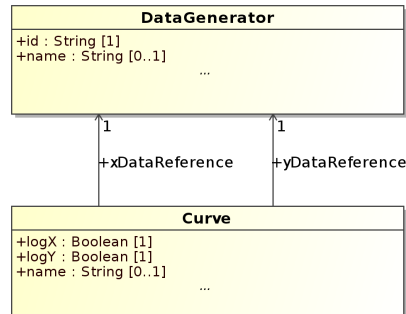 DataGenerator
+id : String [1]
+name : String [0..1]
...
1 1
+xDataReference +yDataReference
Curve
+logX : Boolean [1]
+logY : Boolean [1]
+name : String [0..1]
...